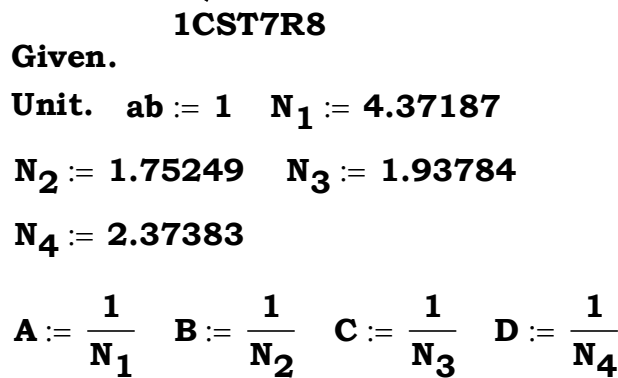 1CST7R8
Given.
Unit. ab := 1 N₁ := 4.37187
N₂ := 1.75249 N₃ := 1.93784
N₄ := 2.37383
A := 1/N₁ B := 1/N₂ C := 1/N₃ D := 1/N₄